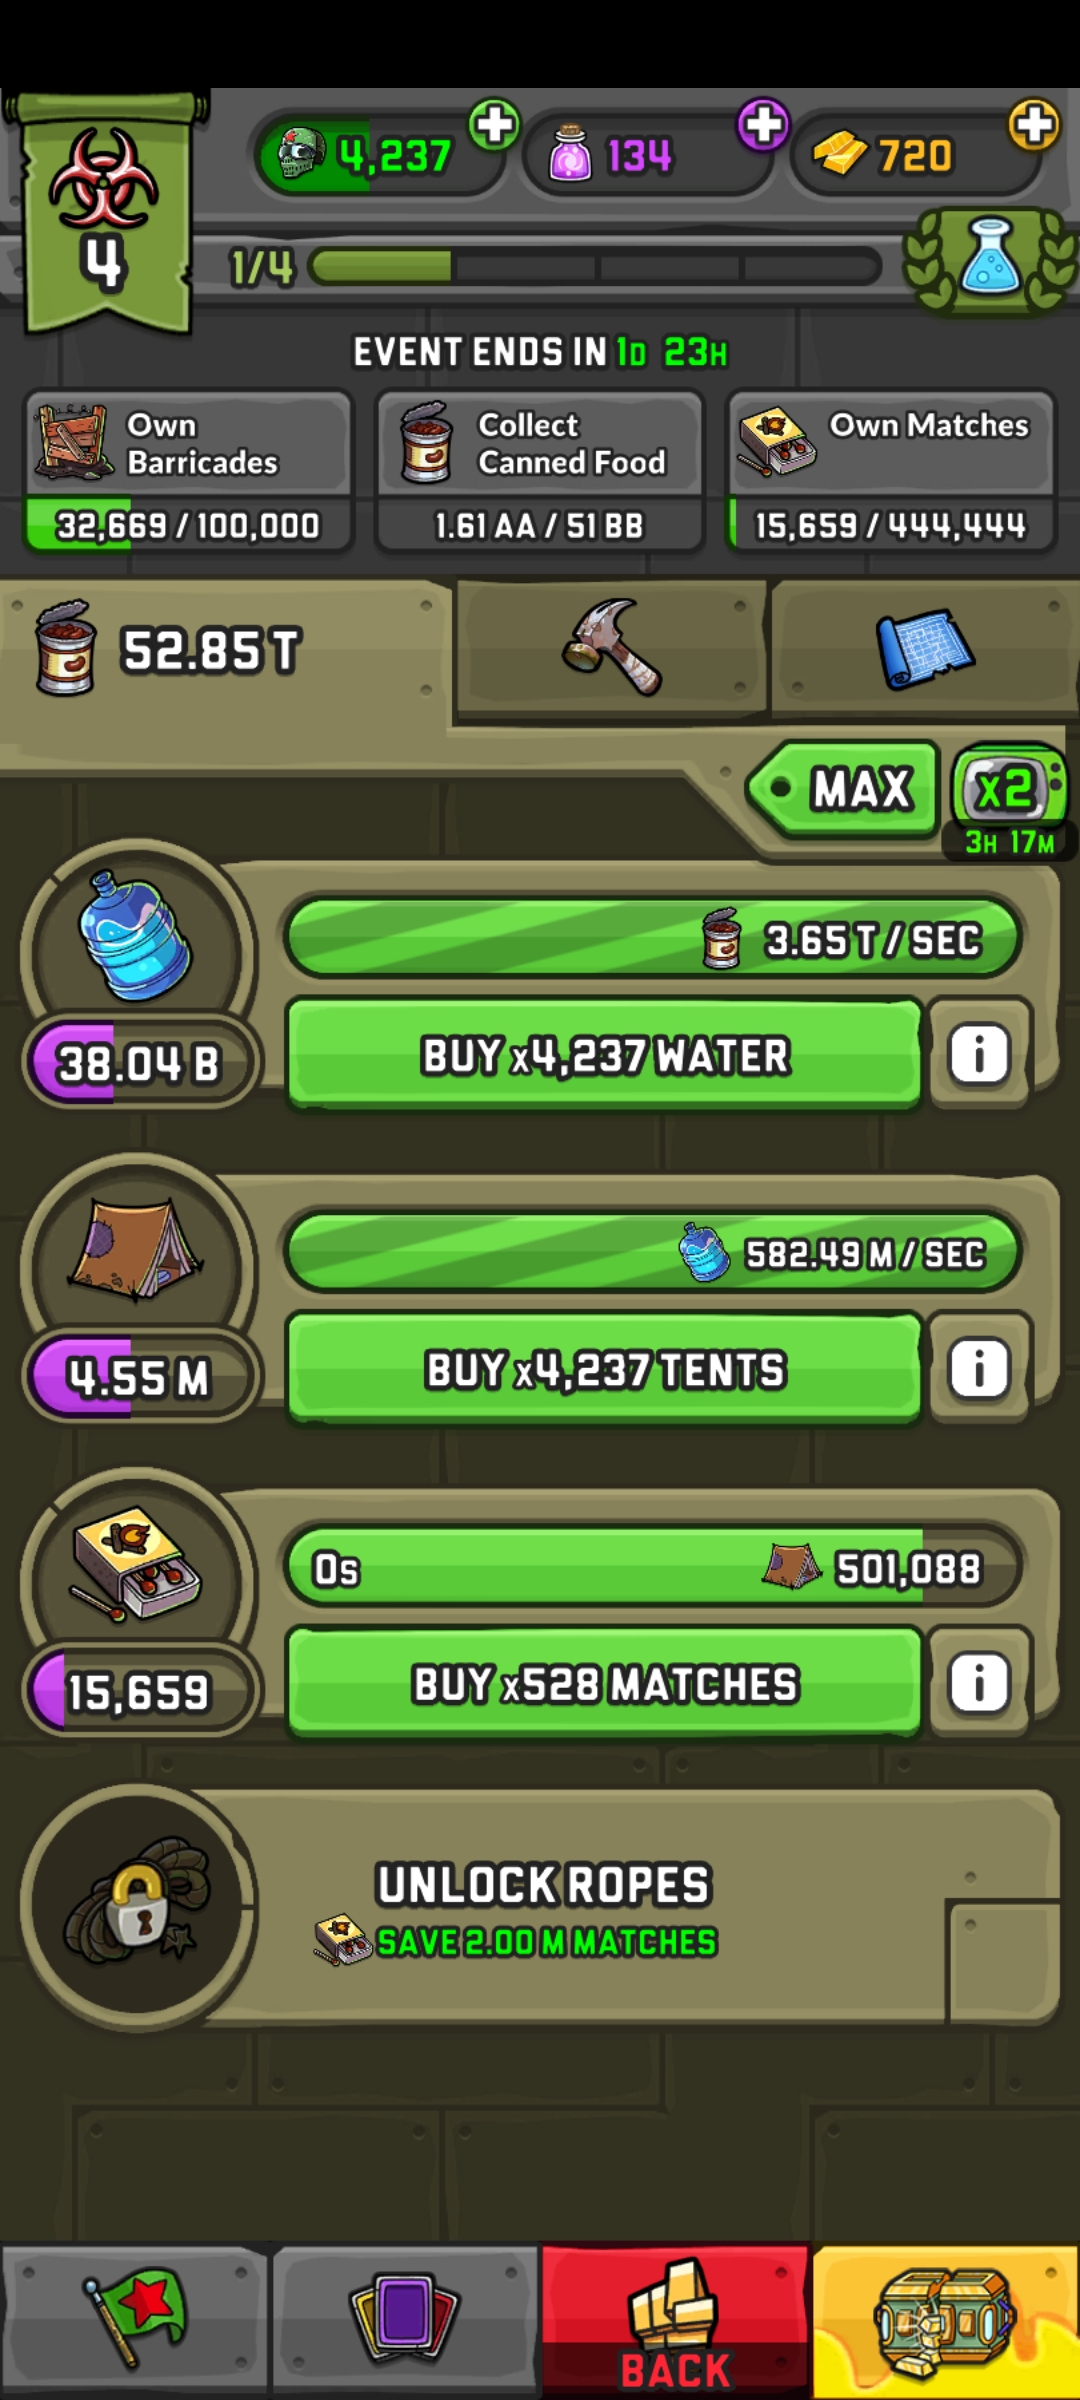 4,237
134
720
4
1/4
EVENT ENDS IN 1D 23H
Own Barricades
32,669 / 100,000
Collect Canned Food
1.61 AA / 51 BB
Own Matches
15,659 / 444,444
52.85 T
MAX
x2
3H 17M
3.65 T / SEC
38.04 B
BUY x4,237 WATER
i
582.49 M / SEC
4.55 M
BUY x4,237 TENTS
i
0s
501,088
15,659
BUY x528 MATCHES
i
UNLOCK ROPES
SAVE 2.00 M MATCHES
BACK